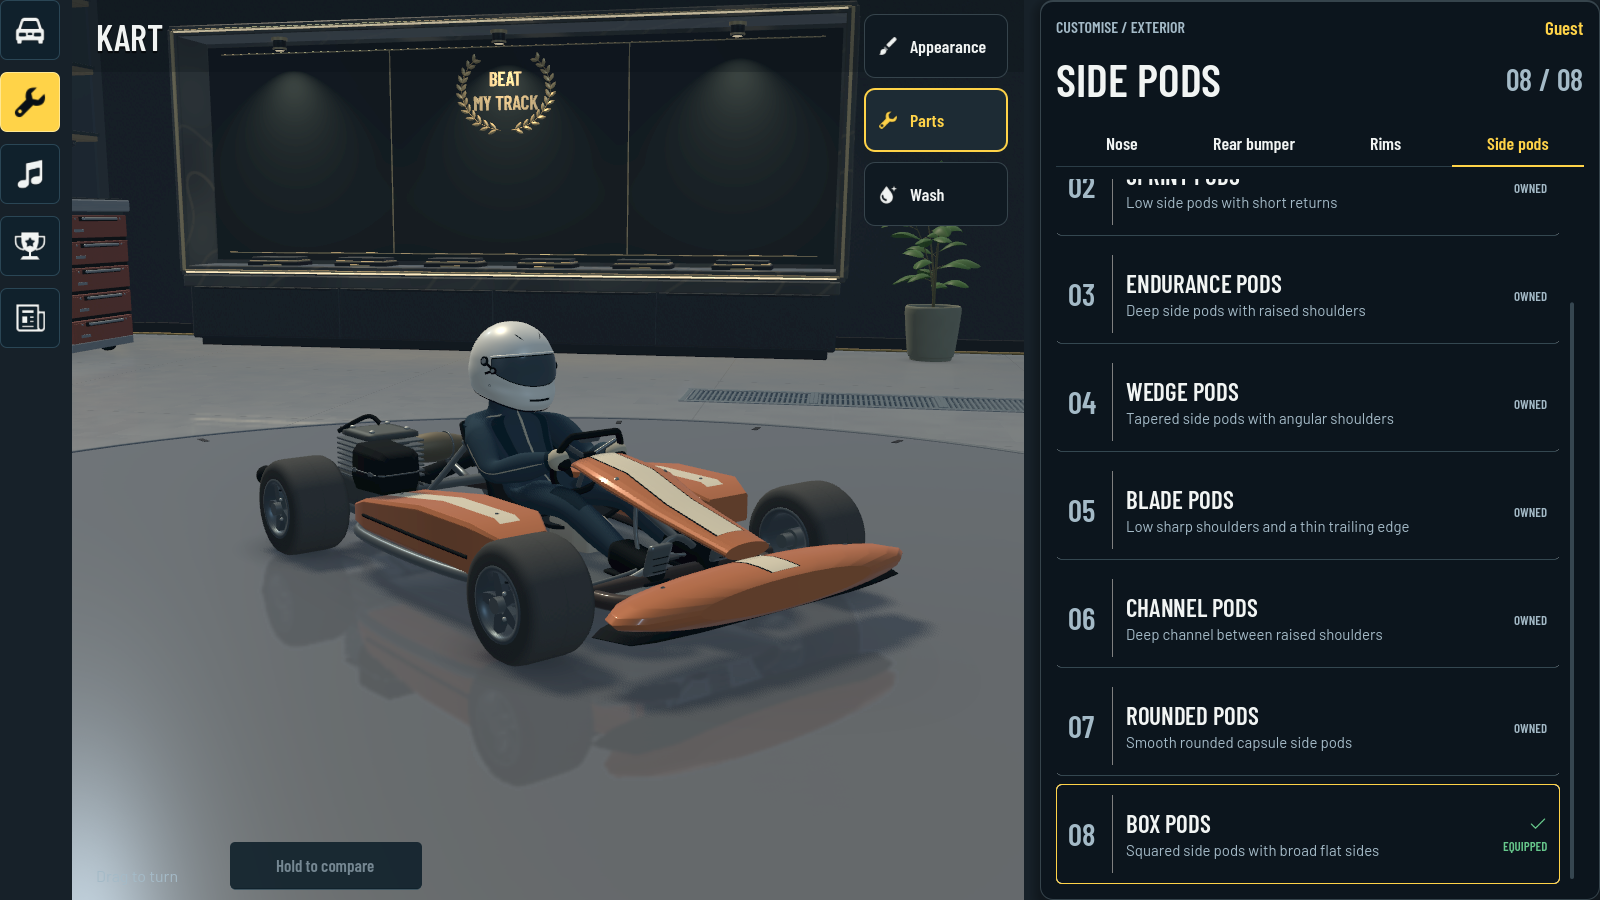 KART
BEAT
MY TRACK
Appearance
Parts
Wash
Hold to compare
to turn
CUSTOMISE / EXTERIOR
Guest
SIDE PODS
08 / 08
Nose
Rear bumper
Rims
Side pods
02
SPRINT PODS
Low side pods with short returns
OWNED
03
ENDURANCE PODS
Deep side pods with raised shoulders
OWNED
04
WEDGE PODS
Tapered side pods with angular shoulders
OWNED
05
BLADE PODS
Low sharp shoulders and a thin trailing edge
OWNED
06
CHANNEL PODS
Deep channel between raised shoulders
OWNED
07
ROUNDED PODS
Smooth rounded capsule side pods
OWNED
08
BOX PODS
Squared side pods with broad flat sides
EQUIPPED